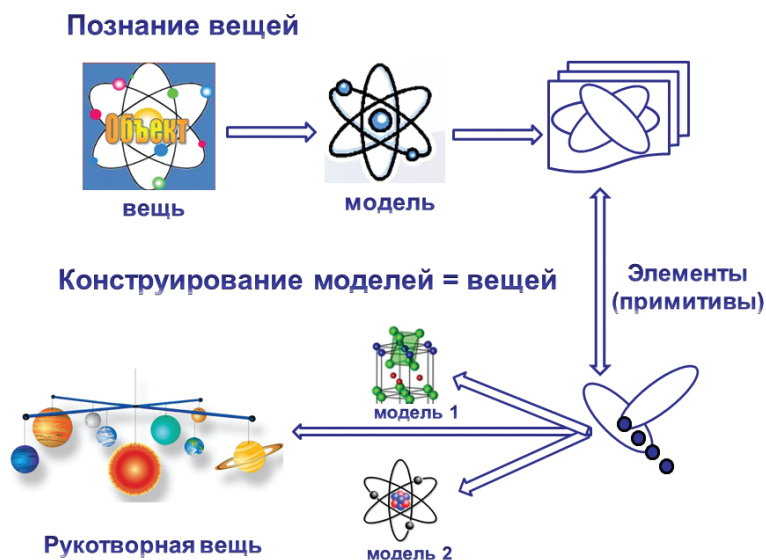 Познание вещей
Объект
вещь
модель
Конструирование моделей = вещей
Элементы
(примитивы)
модель 1
Рукотворная вещь
модель 2